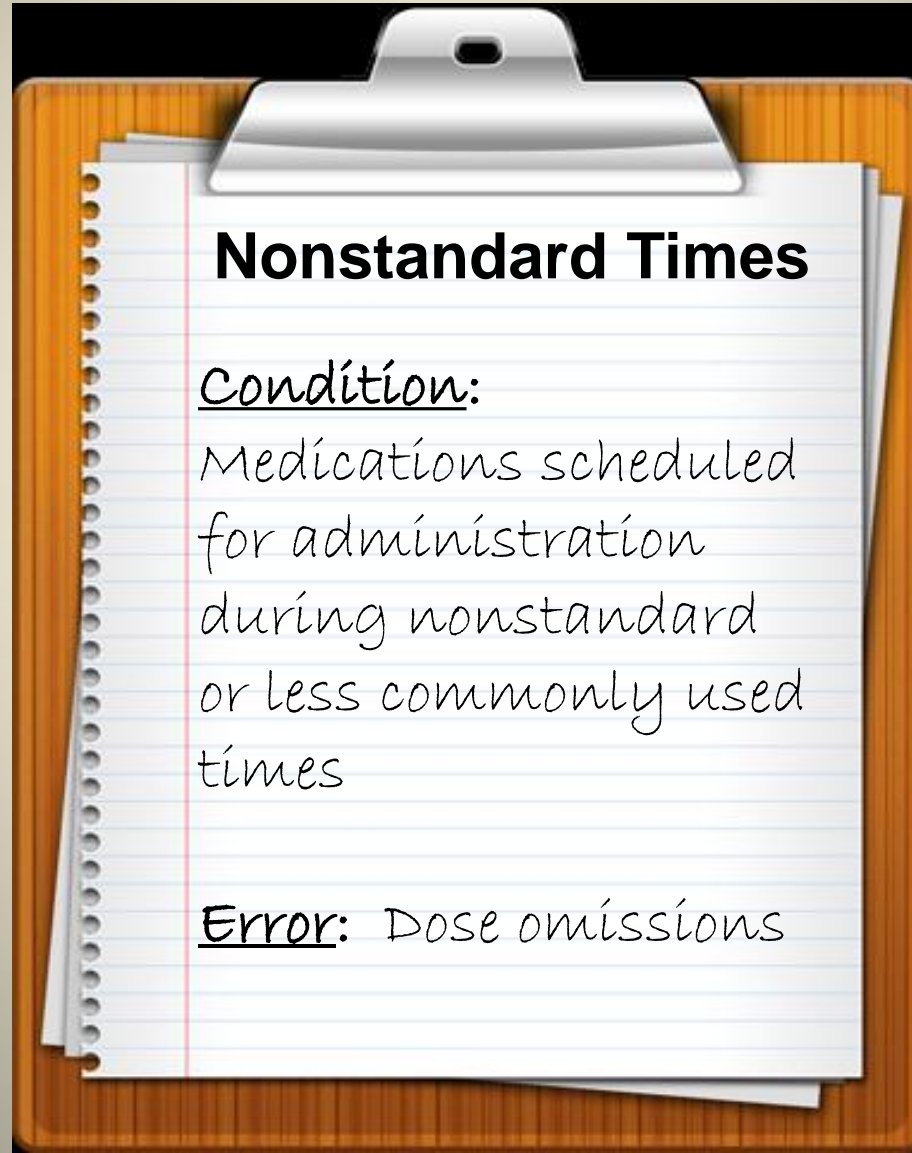 Nonstandard Times
Condition:
Medications scheduled
for administration
during nonstandard
or less commonly used
times
Error: Dose omissions